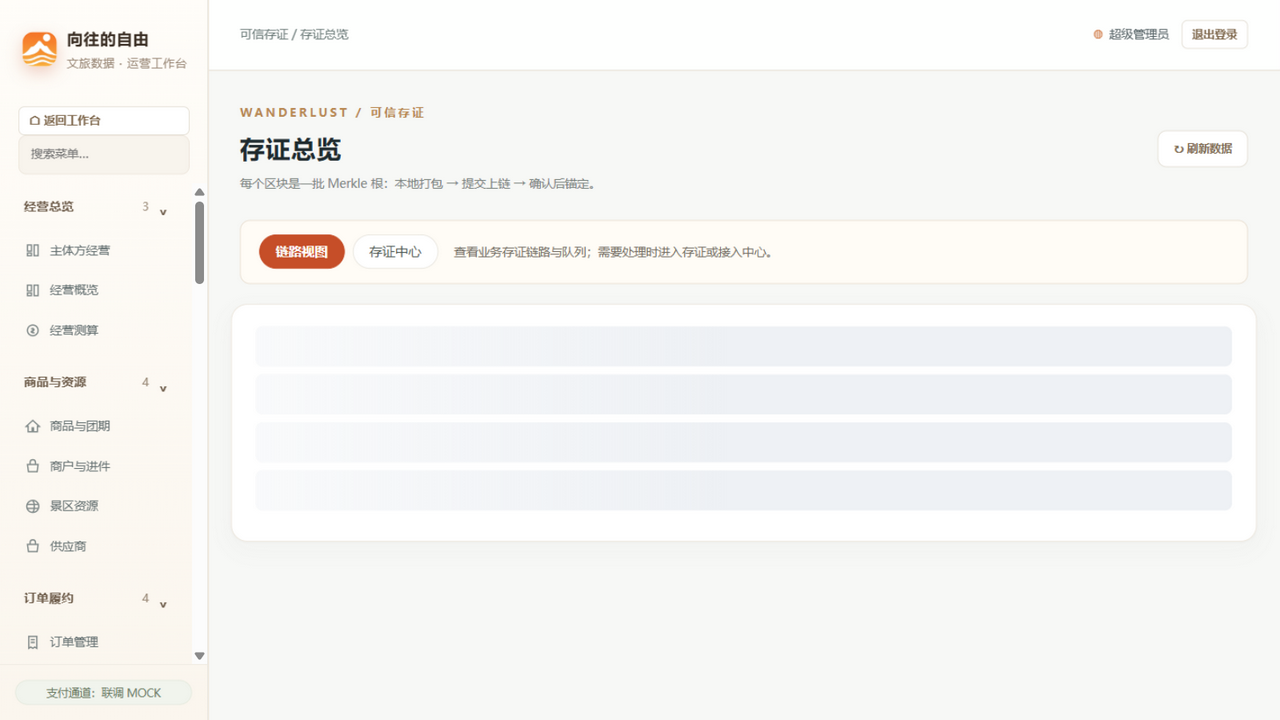 向往的自由
文旅数据 · 运营工作台
返回工作台
搜索菜单...
经营总览 3
主体方经营
经营概览
经营测算
商品与资源 4
商品与团期
商户与进件
景区资源
供应商
订单履约 4
订单管理
支付通道：联调 MOCK
可信存证 / 存证总览
超级管理员
退出登录
WANDERLUST / 可信存证
存证总览
每个区块是一批 Merkle 根：本地打包 → 提交上链 → 确认后锚定。
↻ 刷新数据
链路视图
存证中心
查看业务存证链路与队列；需要处理时进入存证或接入中心。